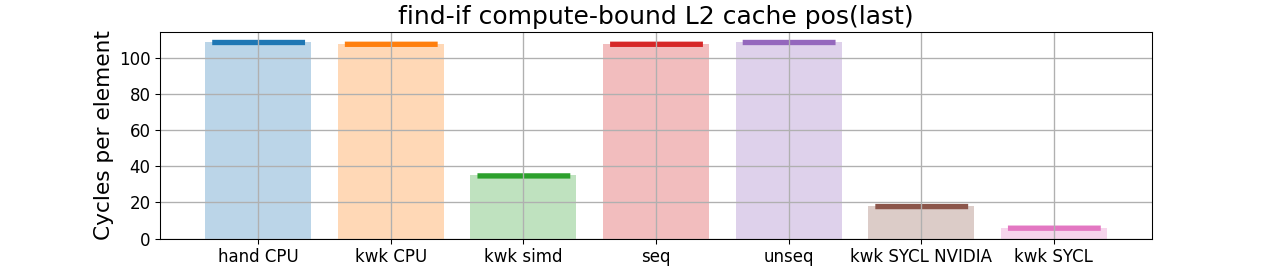 find-if compute-bound L2 cache pos(last)
Cycles per element
100
80
60
40
20
0
hand CPU kwk CPU kwk simd seq unseq kwk SYCL NVIDIA kwk SYCL